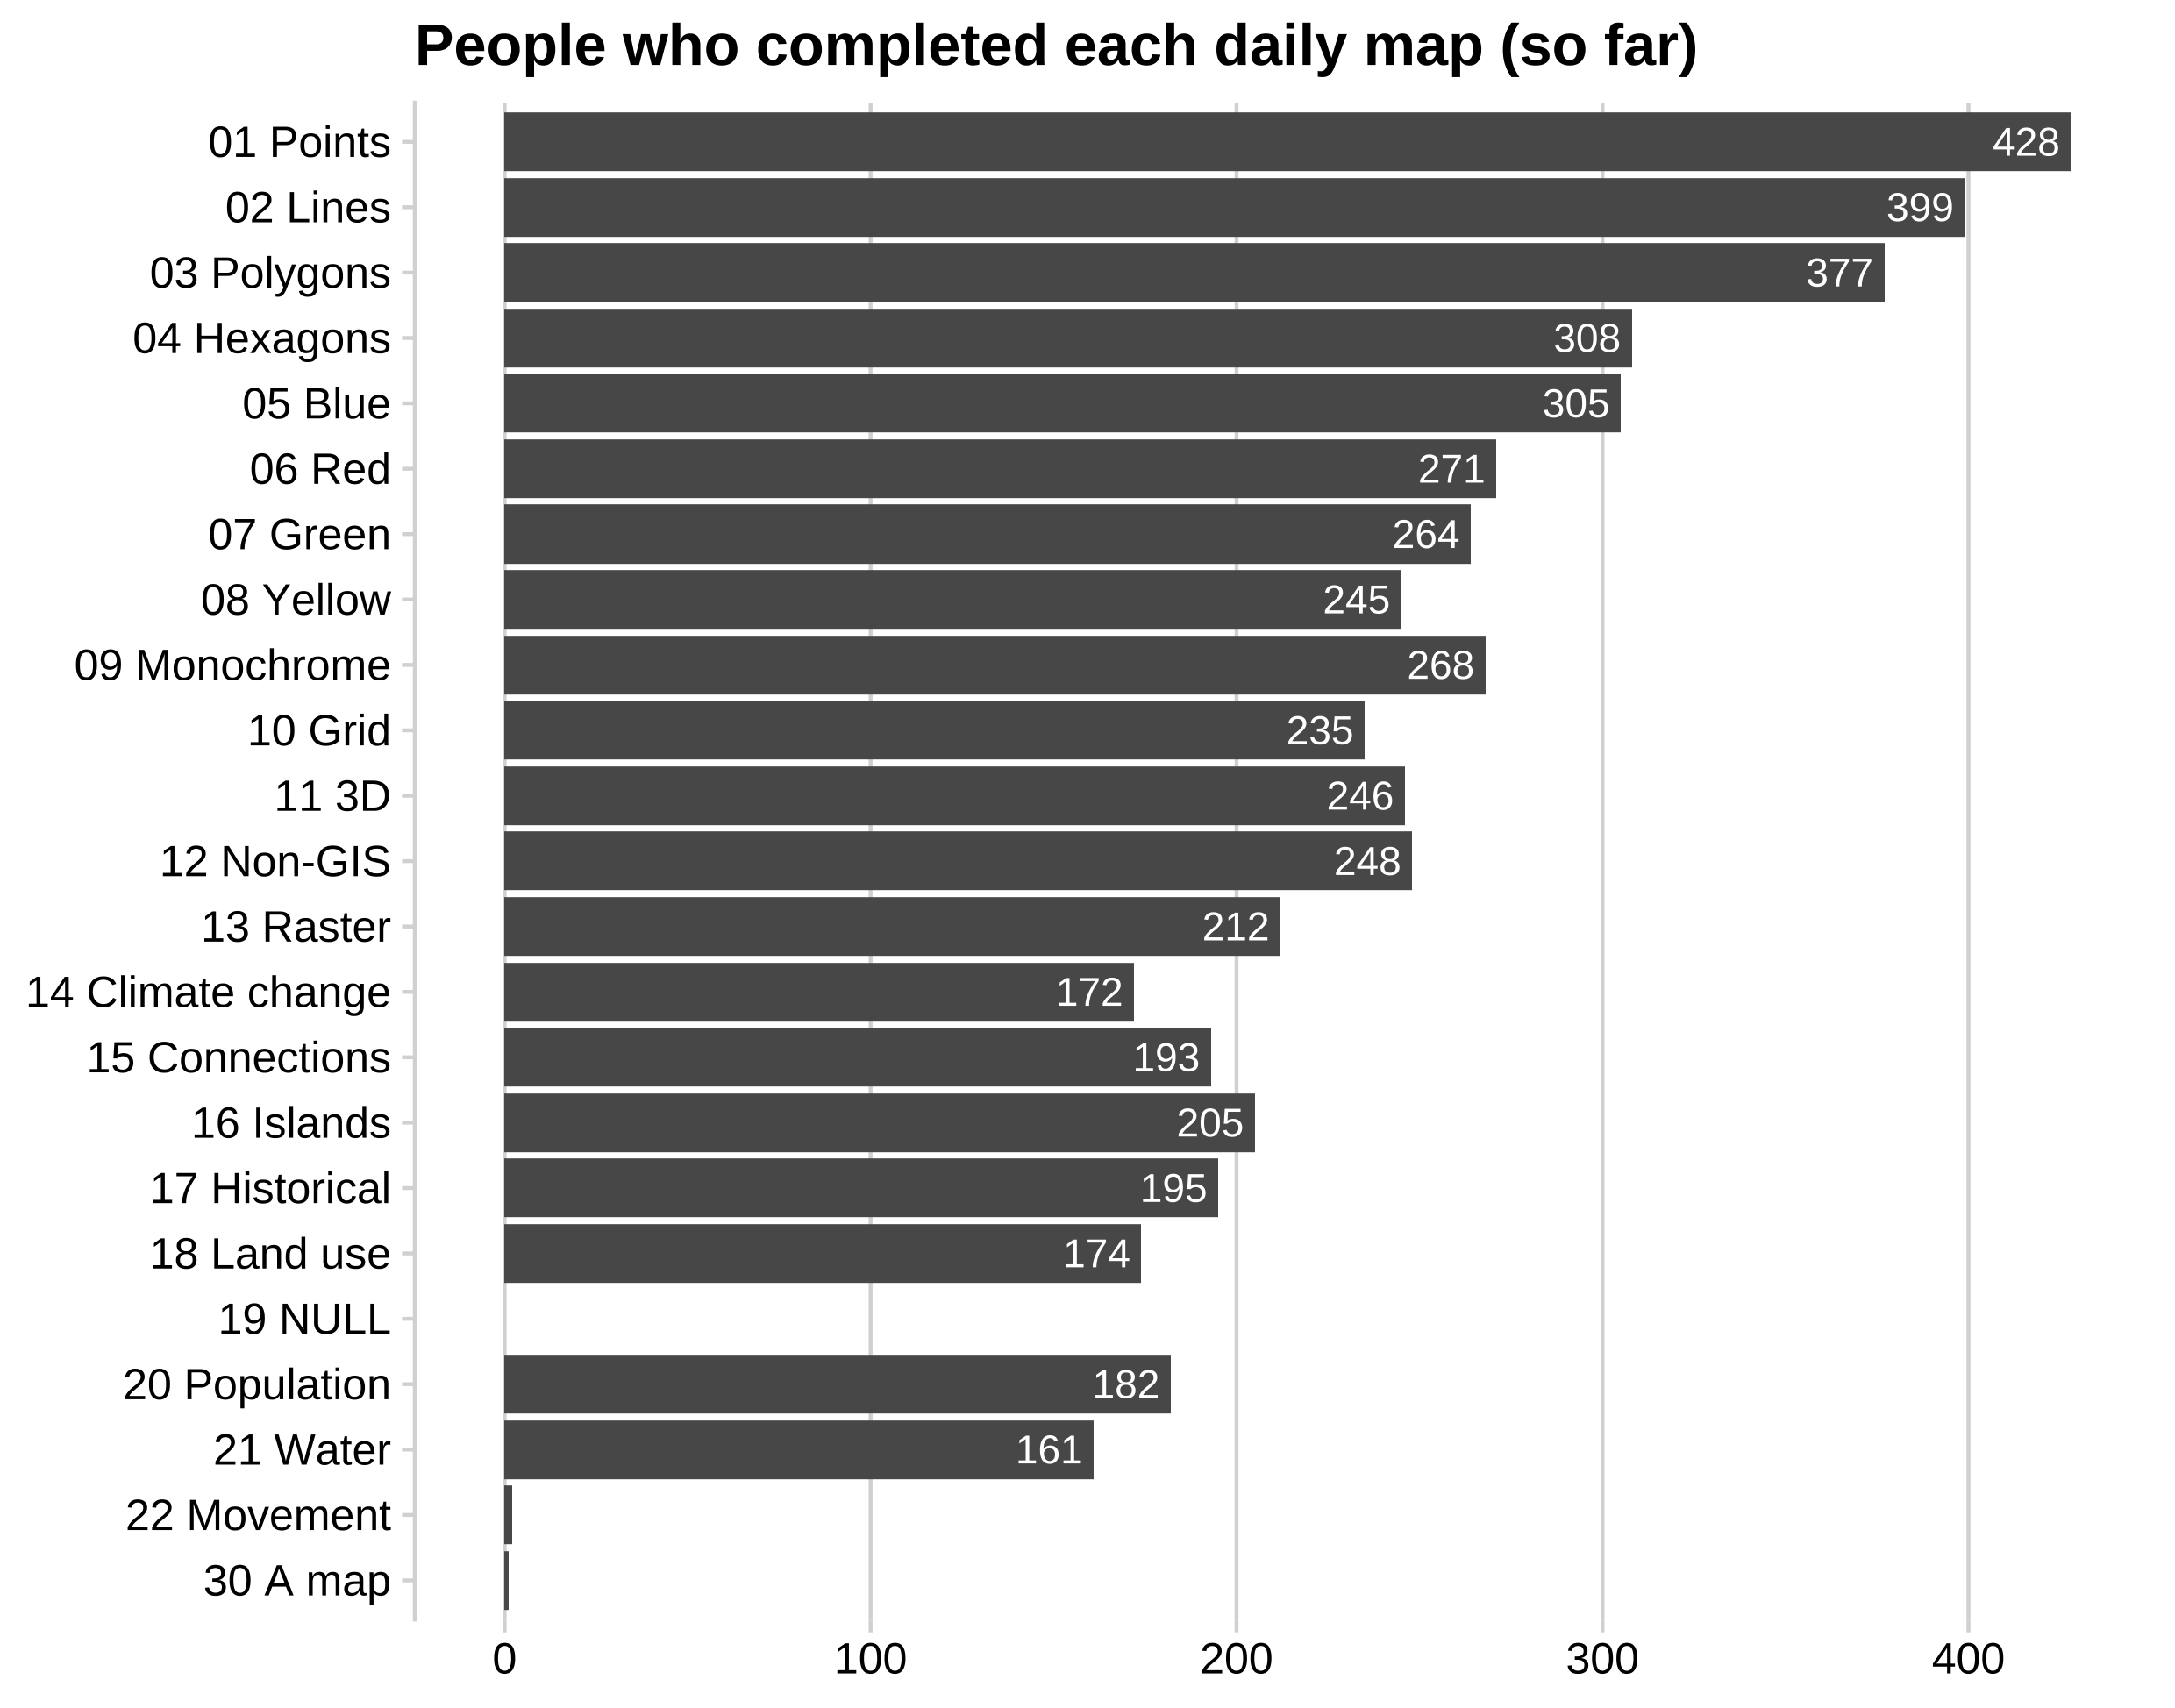 People who completed each daily map (so far)
01 Points 428
02 Lines 399
03 Polygons 377
04 Hexagons 308
05 Blue 305
06 Red 271
07 Green 264
08 Yellow 245
09 Monochrome 268
10 Grid 235
11 3D 246
12 Non-GIS 248
13 Raster 212
14 Climate change 172
15 Connections 193
16 Islands 205
17 Historical 195
18 Land use 174
19 NULL
20 Population 182
21 Water 161
22 Movement
30 A map
0 100 200 300 400